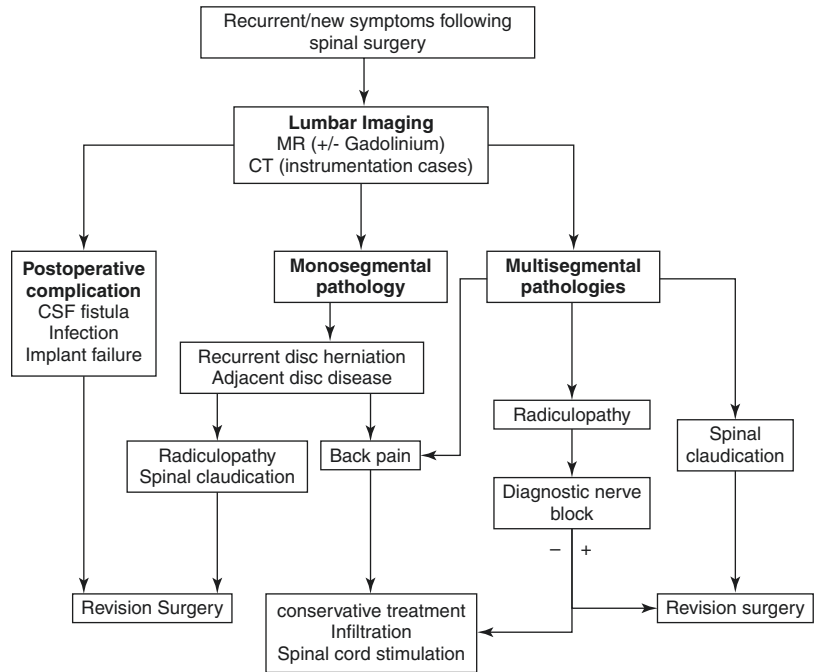 Recurrent/new symptoms following
spinal surgery
Lumbar Imaging
MR (+/- Gadolinium)
CT (instrumentation cases)
Postoperative
complication
CSF fistula
Infection
Implant failure
Monosegmental
pathology
Multisegmental
pathologies
Recurrent disc herniation
Adjacent disc disease
Radiculopathy
Spinal claudication
Back pain
Radiculopathy
Spinal
claudication
Diagnostic nerve
block
– +
Revision Surgery
conservative treatment
Infiltration
Spinal cord stimulation
Revision surgery